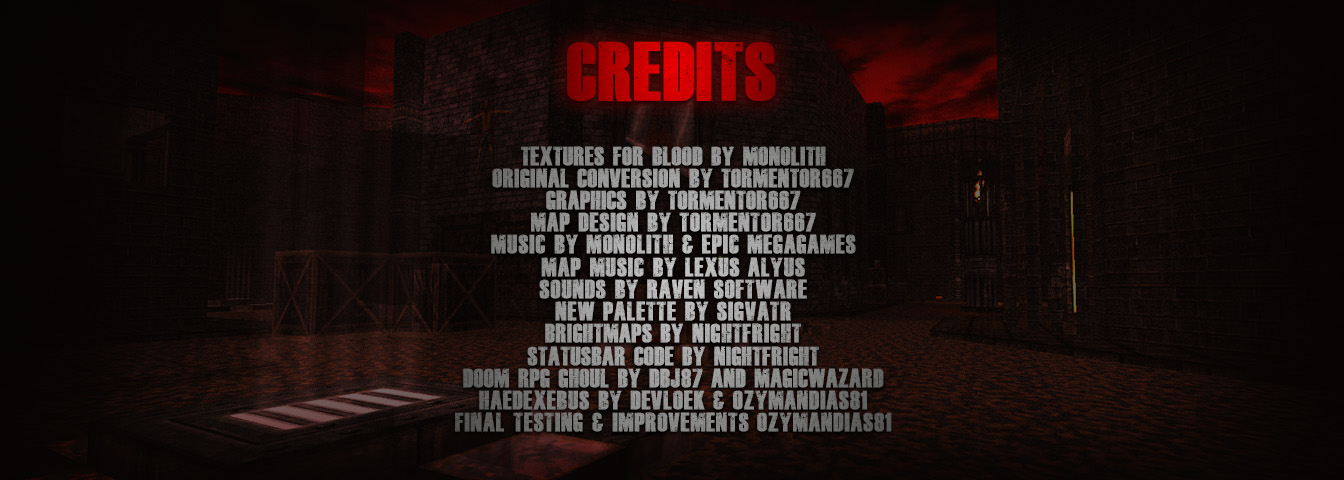 CREDITS
TEXTURES FOR BLOOD BY MONOLITH
ORIGINAL CONVERSION BY TORMENTOR667
GRAPHICS BY TORMENTOR667
MAP DESIGN BY TORMENTOR667
MUSIC BY MONOLITH & EPIC MEGAGAMES
MAP MUSIC BY LEXUS ALYUS
SOUNDS BY RAVEN SOFTWARE
NEW PALETTE BY SIGVATR
BRIGHTMAPS BY NIGHTFRIGHT
STATUSBAR CODE BY NIGHTFRIGHT
DOOM RPG GHOUL BY DBJ87 AND MAGICWAZARD
HAEDEXEBUS BY DEVLOEK & OZYMANDIAS81
FINAL TESTING & IMPROVEMENTS OZYMANDIAS81